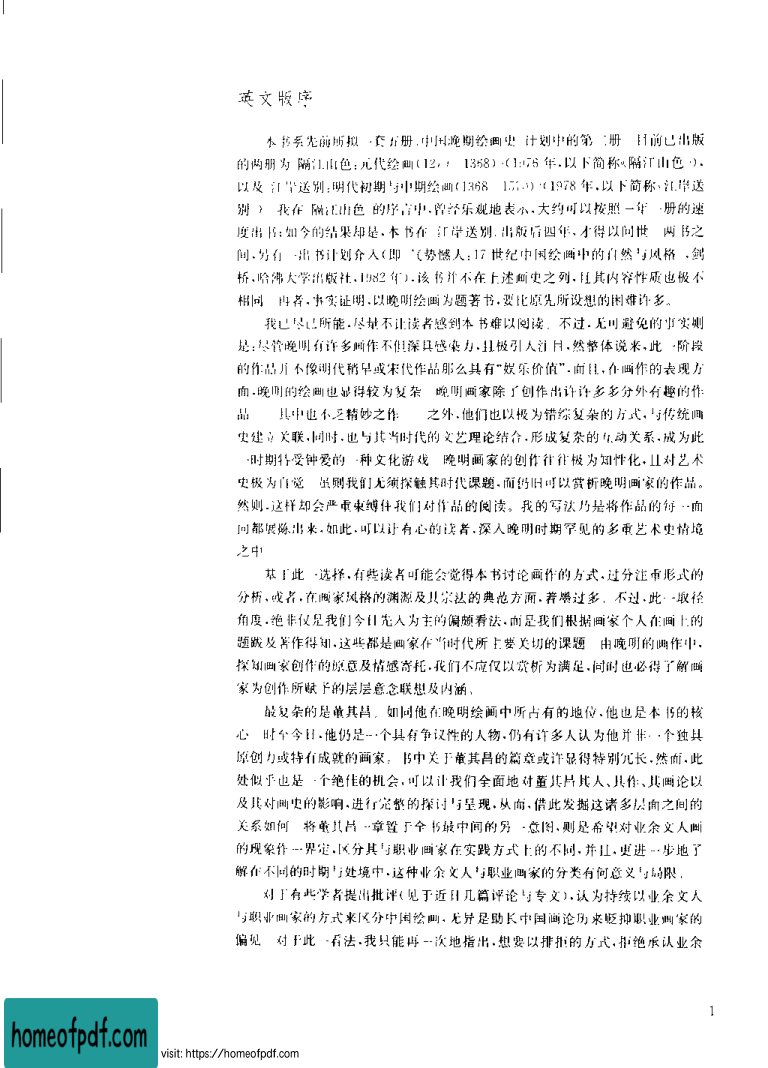 英文版序
本书系先前所拟一套五册，中国晚期绘画史 计划中的第三册 目前已出版
的两册为 隔江山色：元代绘画（12 1368）（1976年，以下简称《隔江山色》），
以及 江岸送别：明代初期与中期绘画（1368 15 ）（1978年，以下简称《江岸送
别》） 我在 隔江山色 的序言中，曾经乐观地表示，大约可以按照一年一册的速
度出书；如今的结果却是，本书在 江岸送别 出版后四年，才得以问世 两书之
间，另有一出书计划介入（即 气势撼人：17世纪中国绘画中的自然与风格 ，剑
桥，哈佛大学出版社，1982年），该书并不在上述画史之列，且其内容性质也极不
相同 再者，事实证明，以晚明绘画为题著书，要比原先所设想的困难许多。
我已尽己所能，尽量不让读者感到本书难以阅读。不过，无可避免的事实则
是：尽管晚明有许多画作不但深具感染力，且极引人注目，然整体说来，此一阶段
的作品并不像明代稍早或宋代作品那么具有“娱乐价值”，而且，在画作的表现方
面，晚明的绘画也显得较为复杂 晚明画家除了创作出许许多多分外有趣的作
品——其中也不乏精妙之作——之外，他们也以极为错综复杂的方式，与传统画
史建立关联，同时，也与其当时代的文艺理论结合，形成复杂的互动关系，成为此
一时期特受钟爱的一种文化游戏 晚明画家的创作往往极为知性化，且对艺术
史极为自觉 虽则我们无须探触其时代课题，而仍旧可以赏析晚明画家的作品。
然则，这样却会严重束缚住我们对作品的阅读。我的写法乃是将作品的每一面
向都展陈出来，如此，可以让有心的读者，深入晚明时期罕见的多重艺术史情境
之中
基于此一选择，有些读者可能会觉得本书讨论画作的方式，过分注重形式的
分析，或者，在画家风格的渊源及其宗法的典范方面，着墨过多。不过，此一取径
角度，绝非仅是我们今日先入为主的偏颇看法，而是我们根据画家个人在画上的
题跋及著作得知，这些都是画家在当时代所主要关切的课题 由晚明的画作中，
探知画家创作的原意及情感寄托，我们不应仅以赏析为满足，同时也必得了解画
家为创作所赋予的层层意念联想及内涵。
最复杂的是董其昌。如同他在晚明绘画中所占有的地位，他也是本书的核
心 时至今日，他仍是一个具有争议性的人物，仍有许多人认为他并非一个独具
原创力或特有成就的画家。书中关于董其昌的篇章或许显得特别冗长，然而，此
处似乎也是一个绝佳的机会，可以让我们全面地对董其昌其人、其作、其画论以
及其对画史的影响，进行完整的探讨与呈现，从而，借此发掘这诸多层面之间的
关系如何 将董其昌一章置于全书最中间的另一意图，则是希望对业余文人画
的现象作一界定，区分其与职业画家在实践方式上的不同，并且，更进一步地了
解在不同的时期与处境中，这种业余文人与职业画家的分类有何意义与局限。
对于有些学者提出批评（见于近日几篇评论与专文），认为持续以业余文人
与职业画家的方式来区分中国绘画，无异是助长中国画论历来贬抑职业画家的
偏见 对于此一看法，我只能再一次地指出，想要以排拒的方式，拒绝承认业余
1
homeofpdf.com
visit: https://homeofpdf.com